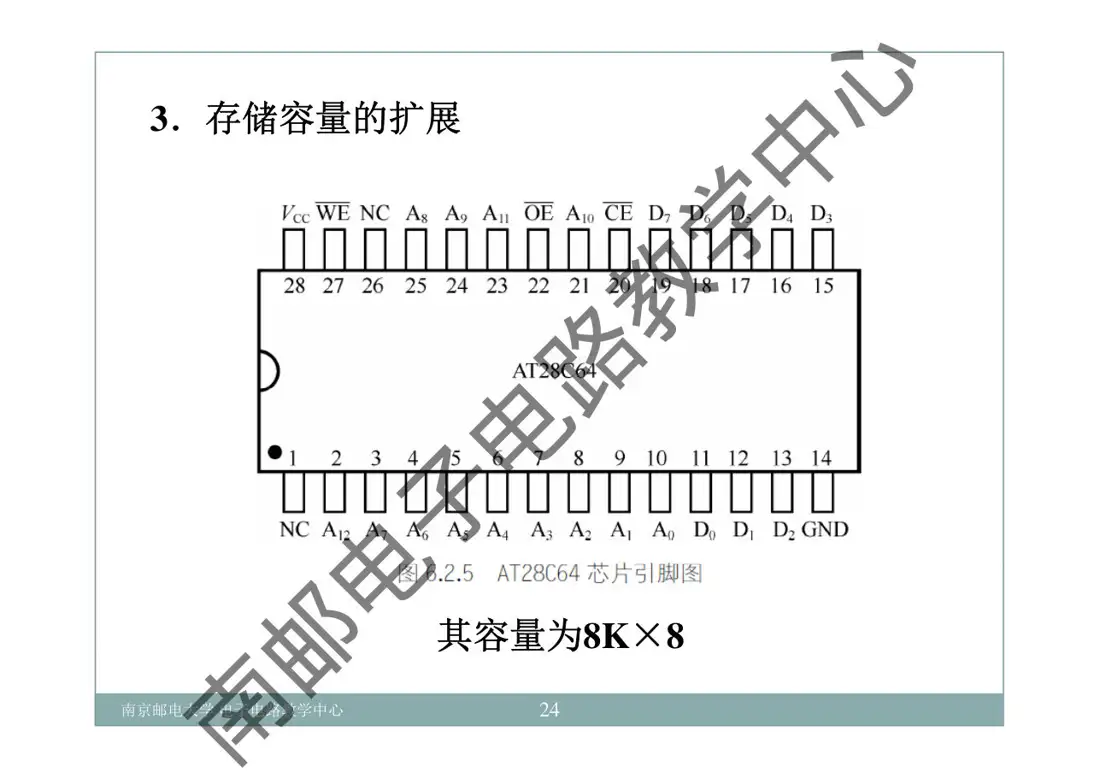 3. 存储容量的扩展
VCC WE NC A8 A9 A11 OE A10 CE D7 D6 D5 D4 D3
28 27 26 25 24 23 22 21 20 19 18 17 16 15
AT28C64
1 2 3 4 5 6 7 8 9 10 11 12 13 14
NC A12 A7 A6 A5 A4 A3 A2 A1 A0 D0 D1 D2 GND
图 6.2.5 AT28C64 芯片引脚图
其容量为8K×8
南京邮电大学 电子电路教学中心
24
南邮电子电路教学中心